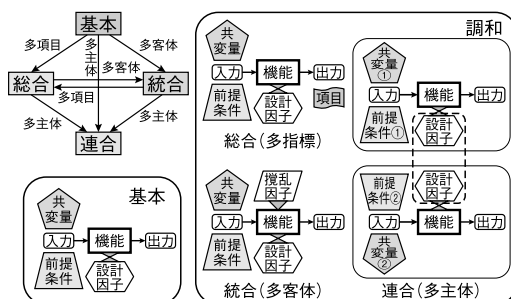 基本
多項目
多主体
多客体
総合
多客体
統合
多項目
多主体
多主体
連合
基本
共変量
入力
機能
出力
前提条件
設計因子
調和
共変量
入力
機能
出力
前提条件
設計因子
項目
総合(多指標)
共変量①
入力
機能
出力
前提条件①
設計因子
共変量
撹乱因子
入力
機能
出力
前提条件
設計因子
統合(多客体)
前提条件②
設計因子
入力
機能
出力
共変量②
連合(多主体)